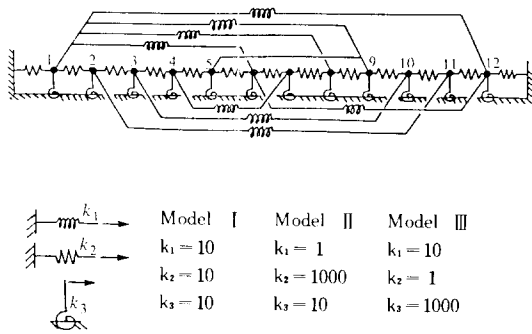 1 2 3 4 5 9 10 11 12
k₁ Model Ⅰ Model Ⅱ Model Ⅲ
k₂ k₁ = 10 k₁ = 1 k₁ = 10
k₂ = 10 k₂ = 1000 k₂ = 1
k₃ k₃ = 10 k₃ = 10 k₃ = 1000